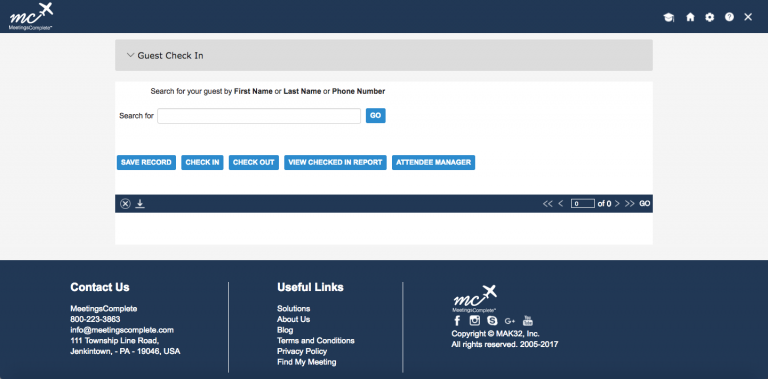 mc
MeetingsComplete
Guest Check In
Search for your guest by First Name or Last Name or Phone Number
Search for
GO
SAVE RECORD
CHECK IN
CHECK OUT
VIEW CHECKED IN REPORT
ATTENDEE MANAGER
<< < 0 of 0 > >> GO
Contact Us
MeetingsComplete
800-223-3863
info@meetingscomplete.com
111 Township Line Road,
Jenkintown, - PA - 19046, USA
Useful Links
Solutions
About Us
Blog
Terms and Conditions
Privacy Policy
Find My Meeting
mc
MeetingsComplete
f
S
G+
You Tube
Copyright © MAK32, Inc.
All rights reserved. 2005-2017